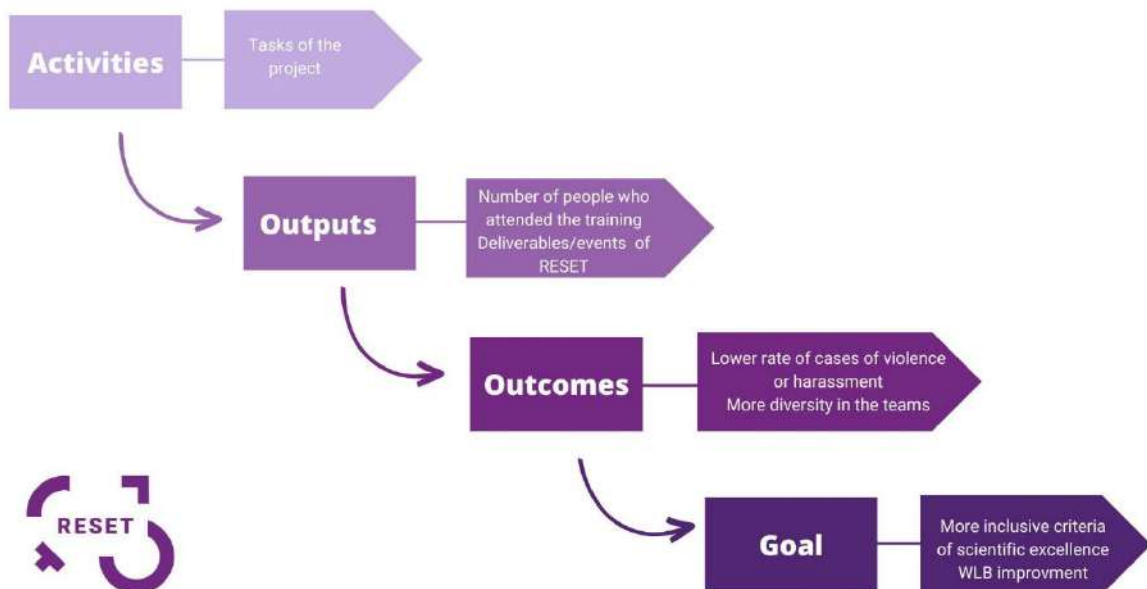 Activities
Tasks of the
project
Outputs
Number of people who
attended the training
Deliverables/events of
RESET
Outcomes
Lower rate of cases of violence
or harassment
More diversity in the teams
RESET
Goal
More inclusive criteria
of scientific excellence
WLB improvment